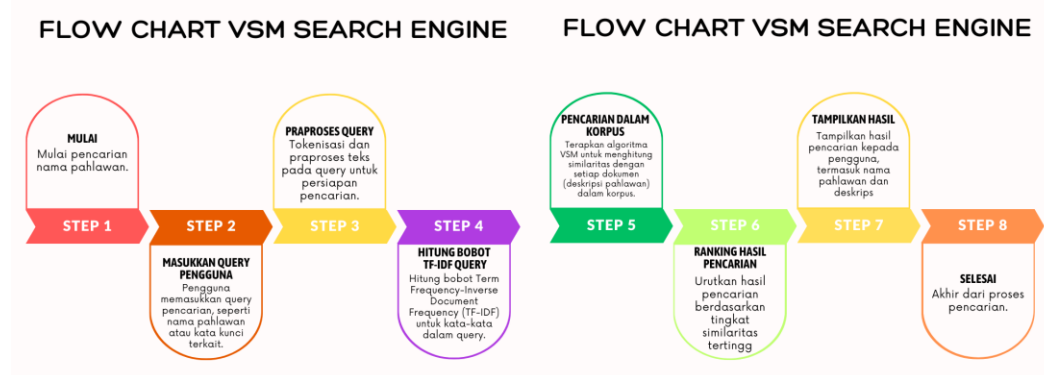 FLOW CHART VSM SEARCH ENGINE
MULAI
Mulai pencarian
nama pahlawan.
STEP 1
STEP 2
MASUKKAN QUERY
PENGGUNA
Pengguna
memasukkan query
pencarian, seperti
nama pahlawan
atau kata kunci
terkait.
PRAPROSES QUERY
Tokenisasi dan
praproses teks
pada query untuk
persiapan
pencarian.
STEP 3
STEP 4
HITUNG BOBOT
TF-IDF QUERY
Hitung bobot Term
Frequency-Inverse
Document
Frequency (TF-IDF)
untuk kata-kata
dalam query.
FLOW CHART VSM SEARCH ENGINE
PENCARIAN DALAM
KORPUS
Terapkan algoritma
VSM untuk menghitung
similaritas dengan
setiap dokumen
(deskripsi pahlawan)
dalam korpus.
STEP 5
STEP 6
RANKING HASIL
PENCARIAN
Urutkan hasil
pencarian
berdasarkan
tingkat
similaritas
tertingg
TAMPILKAN HASIL
Tampilkan hasil
pencarian kepada
pengguna,
termasuk nama
pahlawan dan
deskrips
STEP 7
STEP 8
SELESAI
Akhir dari proses
pencarian.